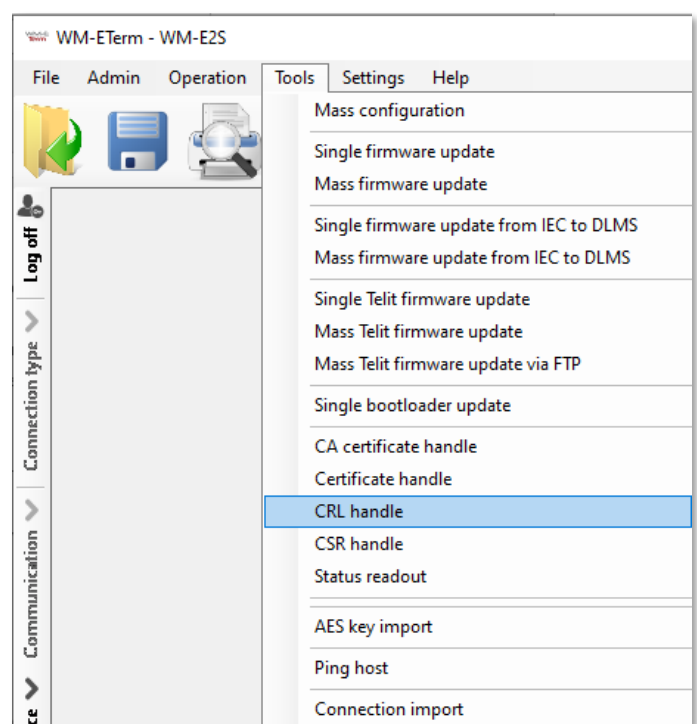 WM-ETerm - WM-E2S
File Admin Operation Tools Settings Help
Mass configuration
Single firmware update
Mass firmware update
Single firmware update from IEC to DLMS
Mass firmware update from IEC to DLMS
Single Telit firmware update
Mass Telit firmware update
Mass Telit firmware update via FTP
Single bootloader update
CA certificate handle
Certificate handle
CRL handle
CSR handle
Status readout
AES key import
Ping host
Connection import
Log off
Connection type
Communication